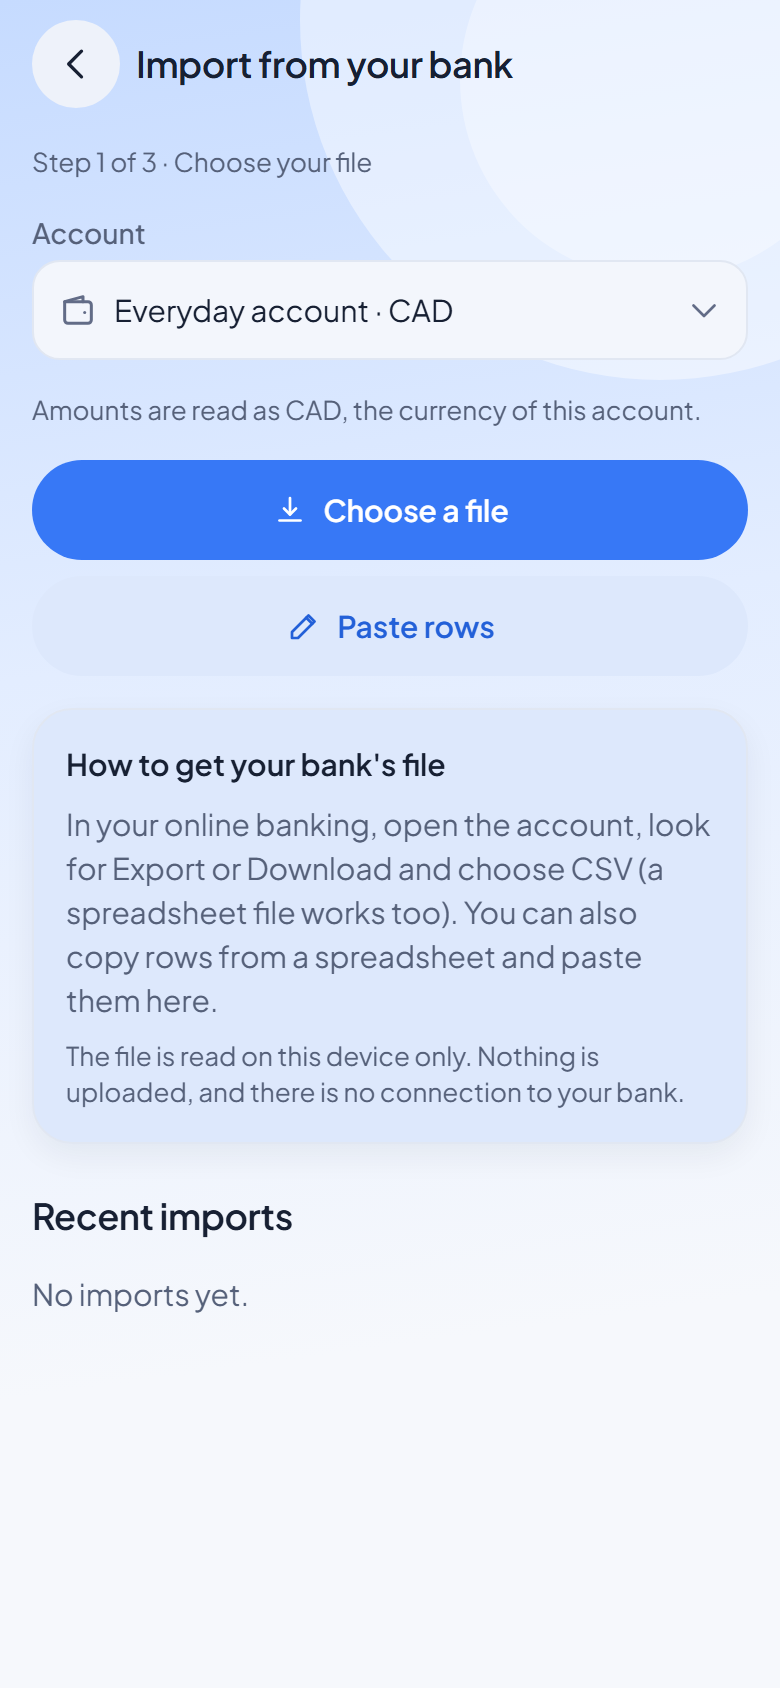 Import from your bank
Step 1 of 3 · Choose your file
Account
Everyday account · CAD
Amounts are read as CAD, the currency of this account.
Choose a file
Paste rows
How to get your bank's file
In your online banking, open the account, look
for Export or Download and choose CSV (a
spreadsheet file works too). You can also
copy rows from a spreadsheet and paste
them here.
The file is read on this device only. Nothing is
uploaded, and there is no connection to your bank.
Recent imports
No imports yet.